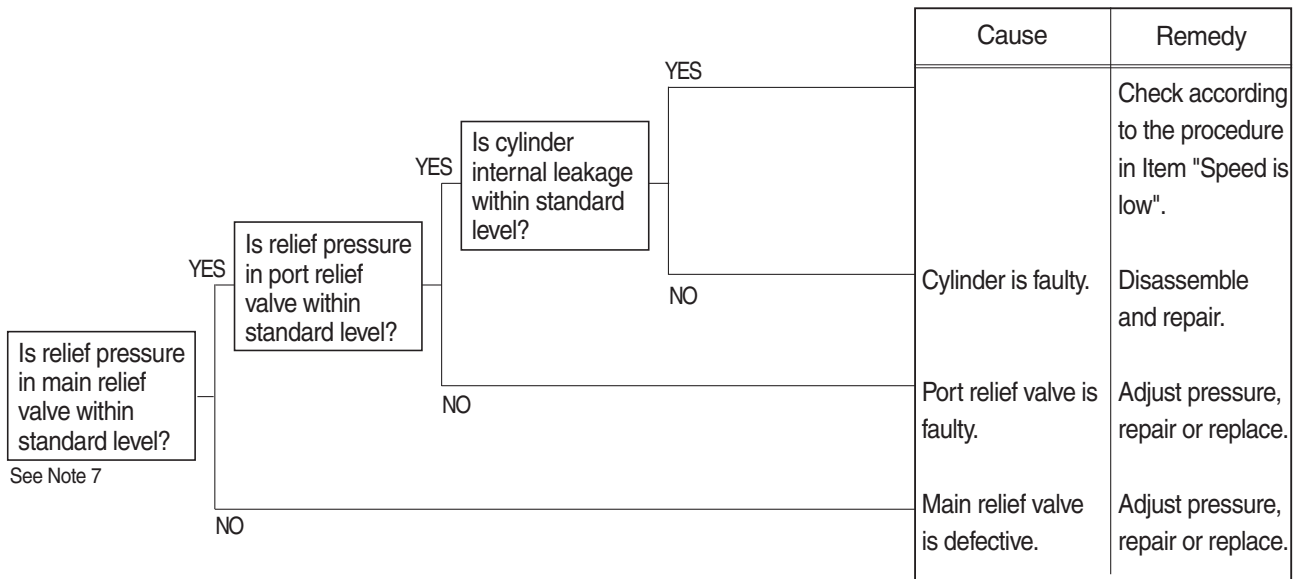 Is relief pressure
in main relief
valve within
standard level?
See Note 7
YES
NO
Is relief pressure
in port relief
valve within
standard level?
YES
NO
Is cylinder
internal leakage
within standard
level?
YES
NO
Cause
Remedy
Check according
to the procedure
in Item "Speed is
low".
Cylinder is faulty.
Disassemble
and repair.
Port relief valve is
faulty.
Adjust pressure,
repair or replace.
Main relief valve
is defective.
Adjust pressure,
repair or replace.